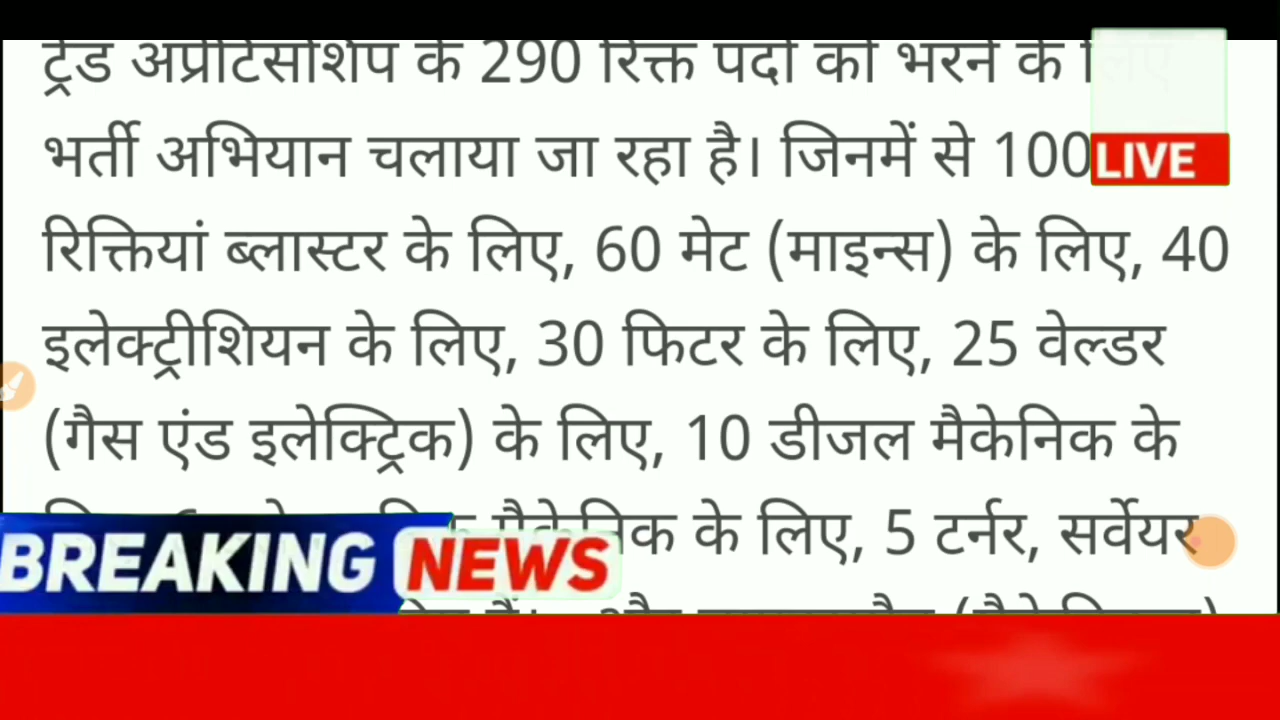 ट्रेड अप्रेंटिसशिप के 290 रिक्त पदों को भरने के लिए
भर्ती अभियान चलाया जा रहा है। जिनमें से 100
LIVE
रिक्तियां ब्लास्टर के लिए, 60 मेट (माइन्स) के लिए, 40
इलेक्ट्रीशियन के लिए, 30 फिटर के लिए, 25 वेल्डर
(गैस एंड इलेक्ट्रिक) के लिए, 10 डीजल मैकेनिक के
मैकेनिक के लिए, 5 टर्नर, सर्वेयर
BREAKING NEWS